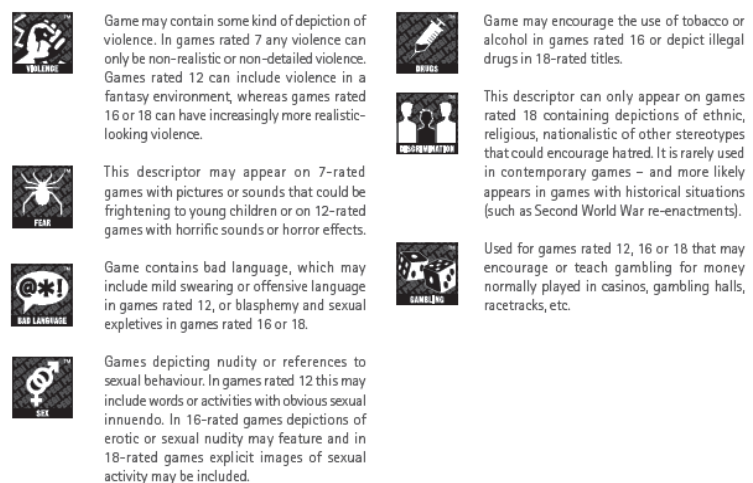 VIOLENCE
Game may contain some kind of depiction of
violence. In games rated 7 any violence can
only be non-realistic or non-detailed violence.
Games rated 12 can include violence in a
fantasy environment, whereas games rated
16 or 18 can have increasingly more realistic-
looking violence.
FEAR
This descriptor may appear on 7-rated
games with pictures or sounds that could be
frightening to young children or on 12-rated
games with horrific sounds or horror effects.
@*!
BAD LANGUAGE
Game contains bad language, which may
include mild swearing or offensive language
in games rated 12, or blasphemy and sexual
expletives in games rated 16 or 18.
SEX
Games depicting nudity or references to
sexual behaviour. In games rated 12 this may
include words or activities with obvious sexual
innuendo. In 16-rated games depictions of
erotic or sexual nudity may feature and in
18-rated games explicit images of sexual
activity may be included.
DRUGS
Game may encourage the use of tobacco or
alcohol in games rated 16 or depict illegal
drugs in 18-rated titles.
DISCRIMINATION
This descriptor can only appear on games
rated 18 containing depictions of ethnic,
religious, nationalistic of other stereotypes
that could encourage hatred. It is rarely used
in contemporary games – and more likely
appears in games with historical situations
(such as Second World War re-enactments).
GAMBLING
Used for games rated 12, 16 or 18 that may
encourage or teach gambling for money
normally played in casinos, gambling halls,
racetracks, etc.